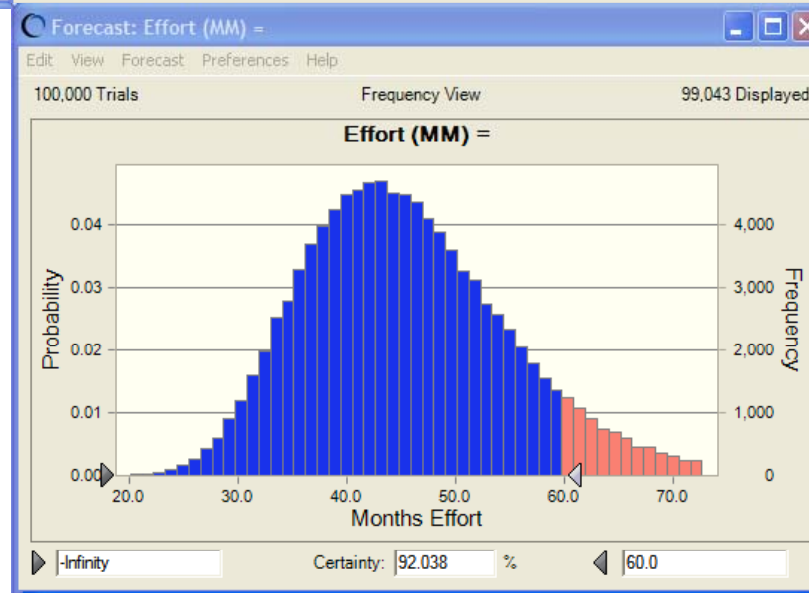 Forecast: Effort (MM) =
Edit View Forecast Preferences Help
100,000 Trials Frequency View 99,043 Displayed
Effort (MM) =
Probability
0.04
0.03
0.02
0.01
0.00
4,000
3,000
2,000
1,000
0
Frequency
20.0 30.0 40.0 50.0 60.0 70.0
Months Effort
-Infinity Certainty: 92.038 % 60.0